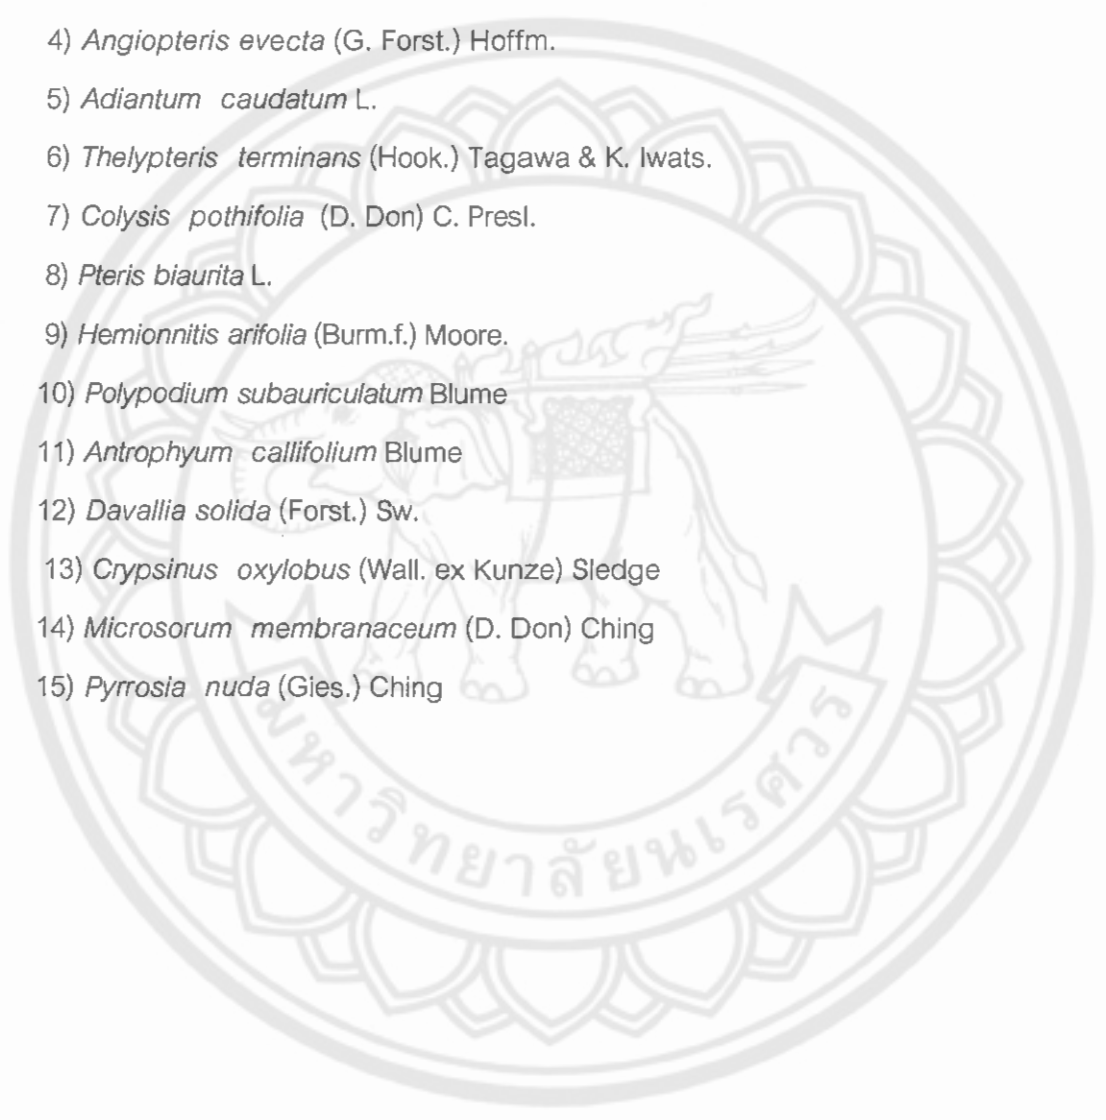 4) Angiopteris evecta (G. Forst.) Hoffm.
5) Adiantum caudatum L.
6) Thelypteris terminans (Hook.) Tagawa & K. Iwats.
7) Colysis pothifolia (D. Don) C. Presl.
8) Pteris biaurita L.
9) Hemionnitis arifolia (Burm.f.) Moore.
10) Polypodium subauriculatum Blume
11) Antrophyum callifolium Blume
12) Davallia solida (Forst.) Sw.
13) Crypsinus oxylobus (Wall. ex Kunze) Sledge
14) Microsorum membranaceum (D. Don) Ching
15) Pyrrosia nuda (Gies.) Ching
มหาวิทยาลัยนเรศวร